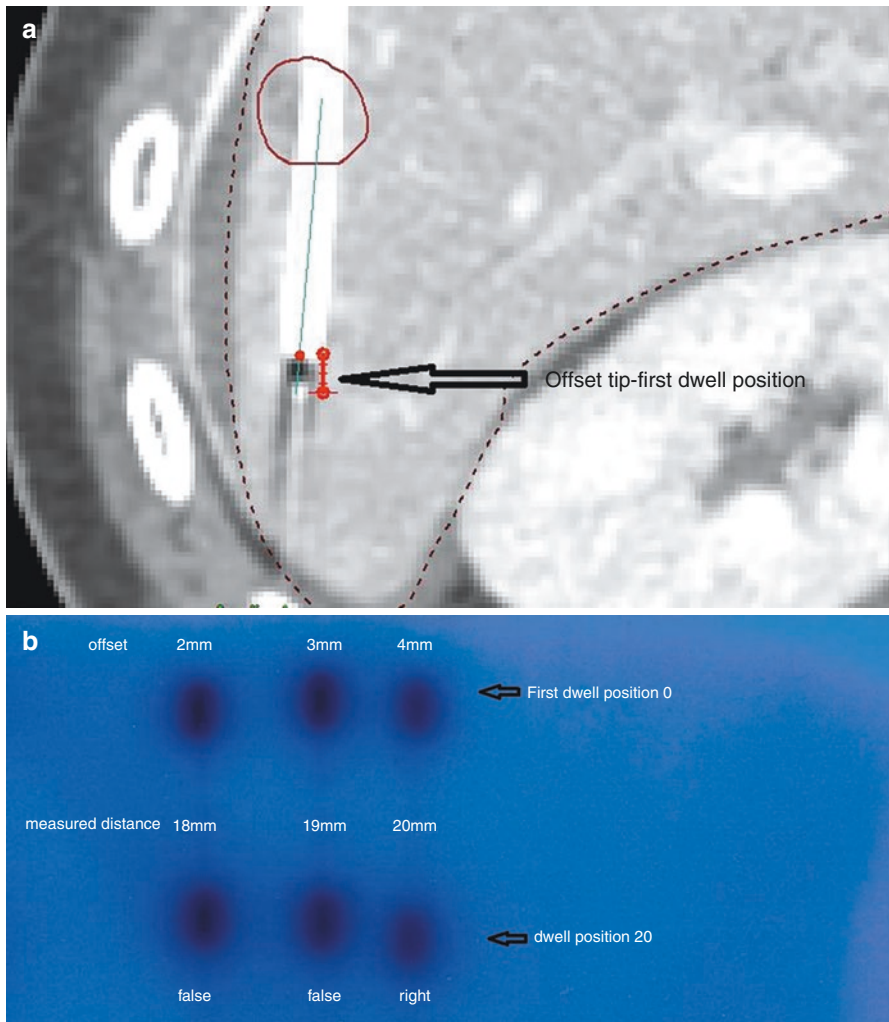 a
Offset tip-first dwell position
b
offset 2mm 3mm 4mm
First dwell position 0
measured distance 18mm 19mm 20mm
dwell position 20
false false right